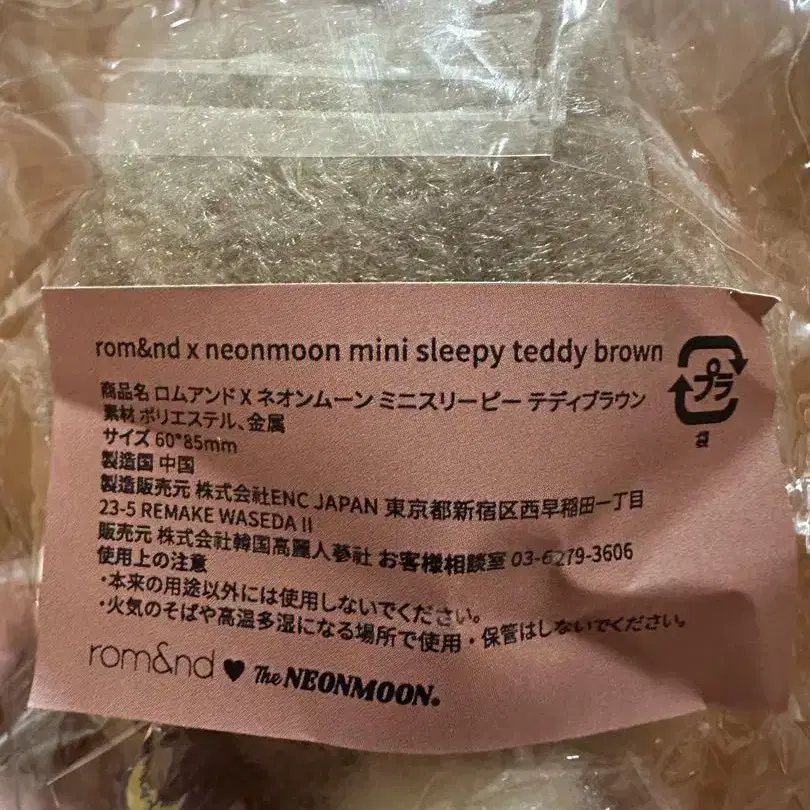 rom&nd x neonmoon mini sleepy teddy brown
プラ
袋
商品名 ロムアンド X ネオンムーン ミニスリーピー テディブラウン
素材 ポリエステル、金属
サイズ 60*85mm
製造国 中国
製造販売元 株式会社ENC JAPAN 東京都新宿区西早稲田一丁目
23-5 REMAKE WASEDA II
販売元 株式会社韓国高麗人蔘社 お客様相談室 03-6279-3606
使用上の注意
・本来の用途以外には使用しないでください。
・火気のそばや高温多湿になる場所で使用・保管はしないでください。
rom&nd ♥ The NEONMOON.